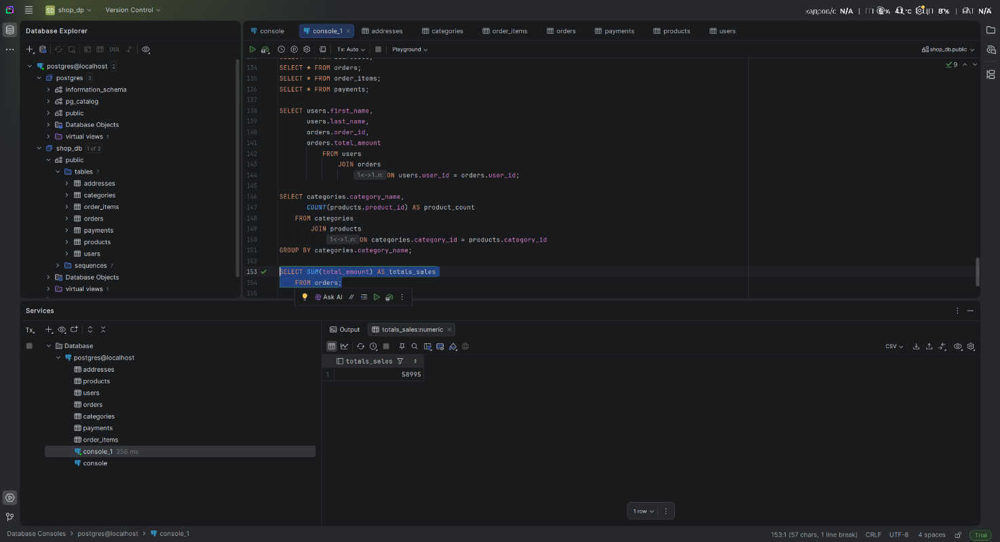 SD shop_dp Version Control
кадров/с N/A | ГП 6% 41 °C | ЦП 8% | LAT N/A
Database Explorer
DDL
postgres@localhost 2
postgres 3
information_schema
pg_catalog
public
Database Objects
virtual views 1
shop_db 1 of 3
public
tables 7
addresses
categories
order_items
orders
payments
products
users
sequences 7
Database Objects
virtual views 1
console console_1 addresses categories order_items orders payments products users
Tx: Auto Playground shop_db.public
9
134 SELECT * FROM orders;
135 SELECT * FROM order_items;
136 SELECT * FROM payments;
137
138 SELECT users.first_name,
139 users.last_name,
140 orders.order_id,
141 orders.total_amount
142 FROM users
143 JOIN orders
144 1<->1..n: ON users.user_id = orders.user_id;
145
146 SELECT categories.category_name,
147 COUNT(products.product_id) AS product_count
148 FROM categories
149 JOIN products
150 1<->1..n: ON categories.category_id = products.category_id
151 GROUP BY categories.category_name;
152
153 SELECT SUM(total_amount) AS totals_sales
154 FROM orders;
155
Ask AI
Services
Tx
Database
postgres@localhost
addresses
products
users
orders
categories
payments
order_items
console_1 358 ms
console
Output totals_sales:numeric
CSV
totals_sales
1 58995
1 row
Database Consoles > postgres@localhost > console_1
153:1 (57 chars, 1 line break) CRLF UTF-8 4 spaces Trial